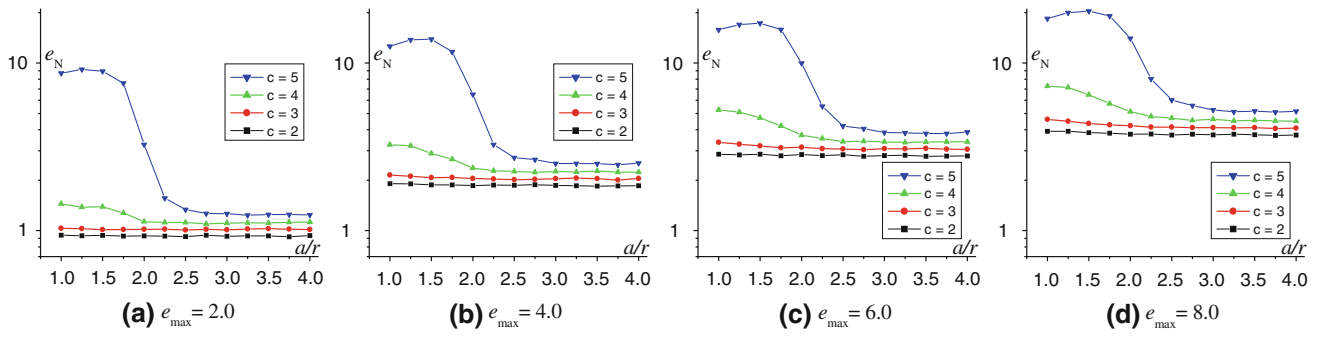 e_N
10
1
c = 5
c = 4
c = 3
c = 2
a/r
1.0 1.5 2.0 2.5 3.0 3.5 4.0
(a) e_max = 2.0
e_N
10
1
c = 5
c = 4
c = 3
c = 2
a/r
1.0 1.5 2.0 2.5 3.0 3.5 4.0
(b) e_max = 4.0
e_N
10
1
c = 5
c = 4
c = 3
c = 2
a/r
1.0 1.5 2.0 2.5 3.0 3.5 4.0
(c) e_max = 6.0
e_N
10
1
c = 5
c = 4
c = 3
c = 2
a/r
1.0 1.5 2.0 2.5 3.0 3.5 4.0
(d) e_max = 8.0